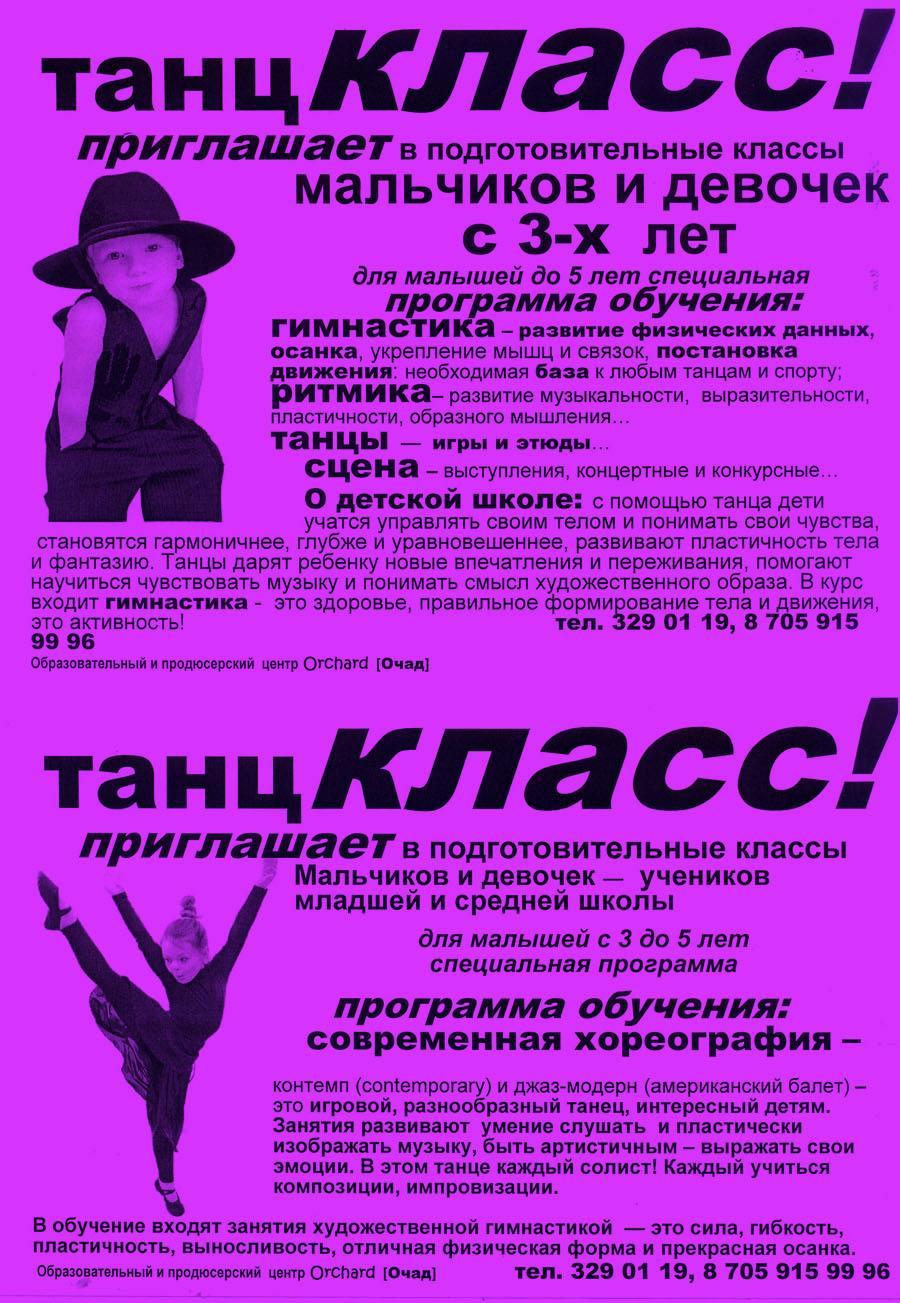 танцкласс!
приглашает в подготовительные классы
мальчиков и девочек
с 3-х лет
для малышей до 5 лет специальная
программа обучения:
гимнастика – развитие физических данных,
осанка, укрепление мышц и связок, постановка
движения: необходимая база к любым танцам и спорту;
ритмика– развитие музыкальности, выразительности,
пластичности, образного мышления...
танцы — игры и этюды...
сцена – выступления, концертные и конкурсные...
О детской школе: с помощью танца дети
учатся управлять своим телом и понимать свои чувства,
становятся гармоничнее, глубже и уравновешеннее, развивают пластичность тела
и фантазию. Танцы дарят ребенку новые впечатления и переживания, помогают
научиться чувствовать музыку и понимать смысл художественного образа. В курс
входит гимнастика - это здоровье, правильное формирование тела и движения,
это активность! тел. 329 01 19, 8 705 915
99 96
Образовательный и продюсерский центр Orchard [Очад]
танцкласс!
приглашает в подготовительные классы
Мальчиков и девочек — учеников
младшей и средней школы
для малышей с 3 до 5 лет
специальная программа
программа обучения:
современная хореография –
контемп (contemporary) и джаз-модерн (американский балет) –
это игровой, разнообразный танец, интересный детям.
Занятия развивают умение слушать и пластически
изображать музыку, быть артистичным – выражать свои
эмоции. В этом танце каждый солист! Каждый учиться
композиции, импровизации.
В обучение входят занятия художественной гимнастикой — это сила, гибкость,
пластичность, выносливость, отличная физическая форма и прекрасная осанка.
Образовательный и продюсерский центр Orchard [Очад] тел. 329 01 19, 8 705 915 99 96